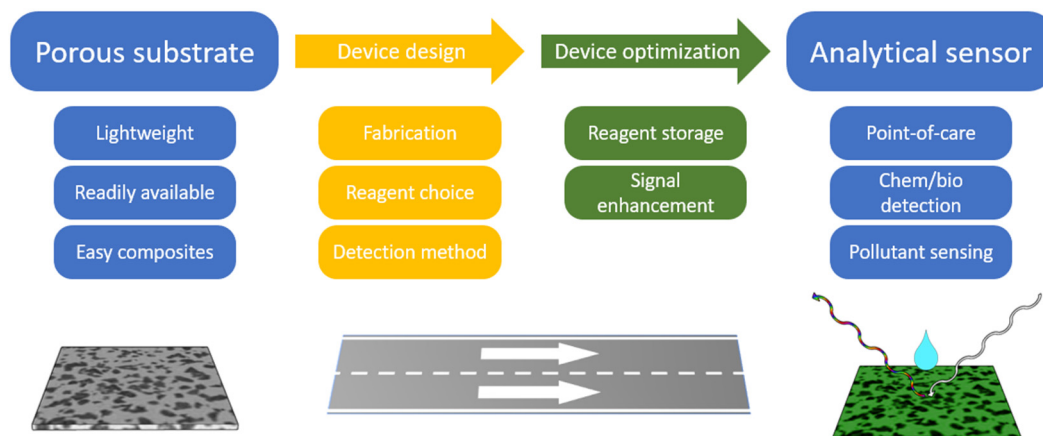 Porous substrate
Device design
Device optimization
Analytical sensor
Lightweight
Readily available
Easy composites
Fabrication
Reagent choice
Detection method
Reagent storage
Signal
enhancement
Point-of-care
Chem/bio
detection
Pollutant sensing